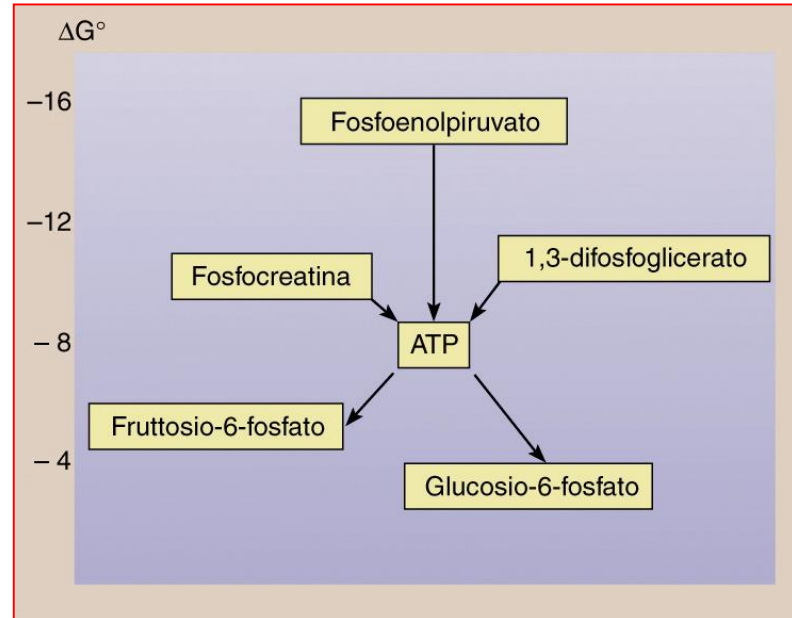 ΔG°
–16
Fosfoenolpiruvato
–12
1,3-difosfoglicerato
Fosfocreatina
– 8
ATP
Fruttosio-6-fosfato
– 4
Glucosio-6-fosfato